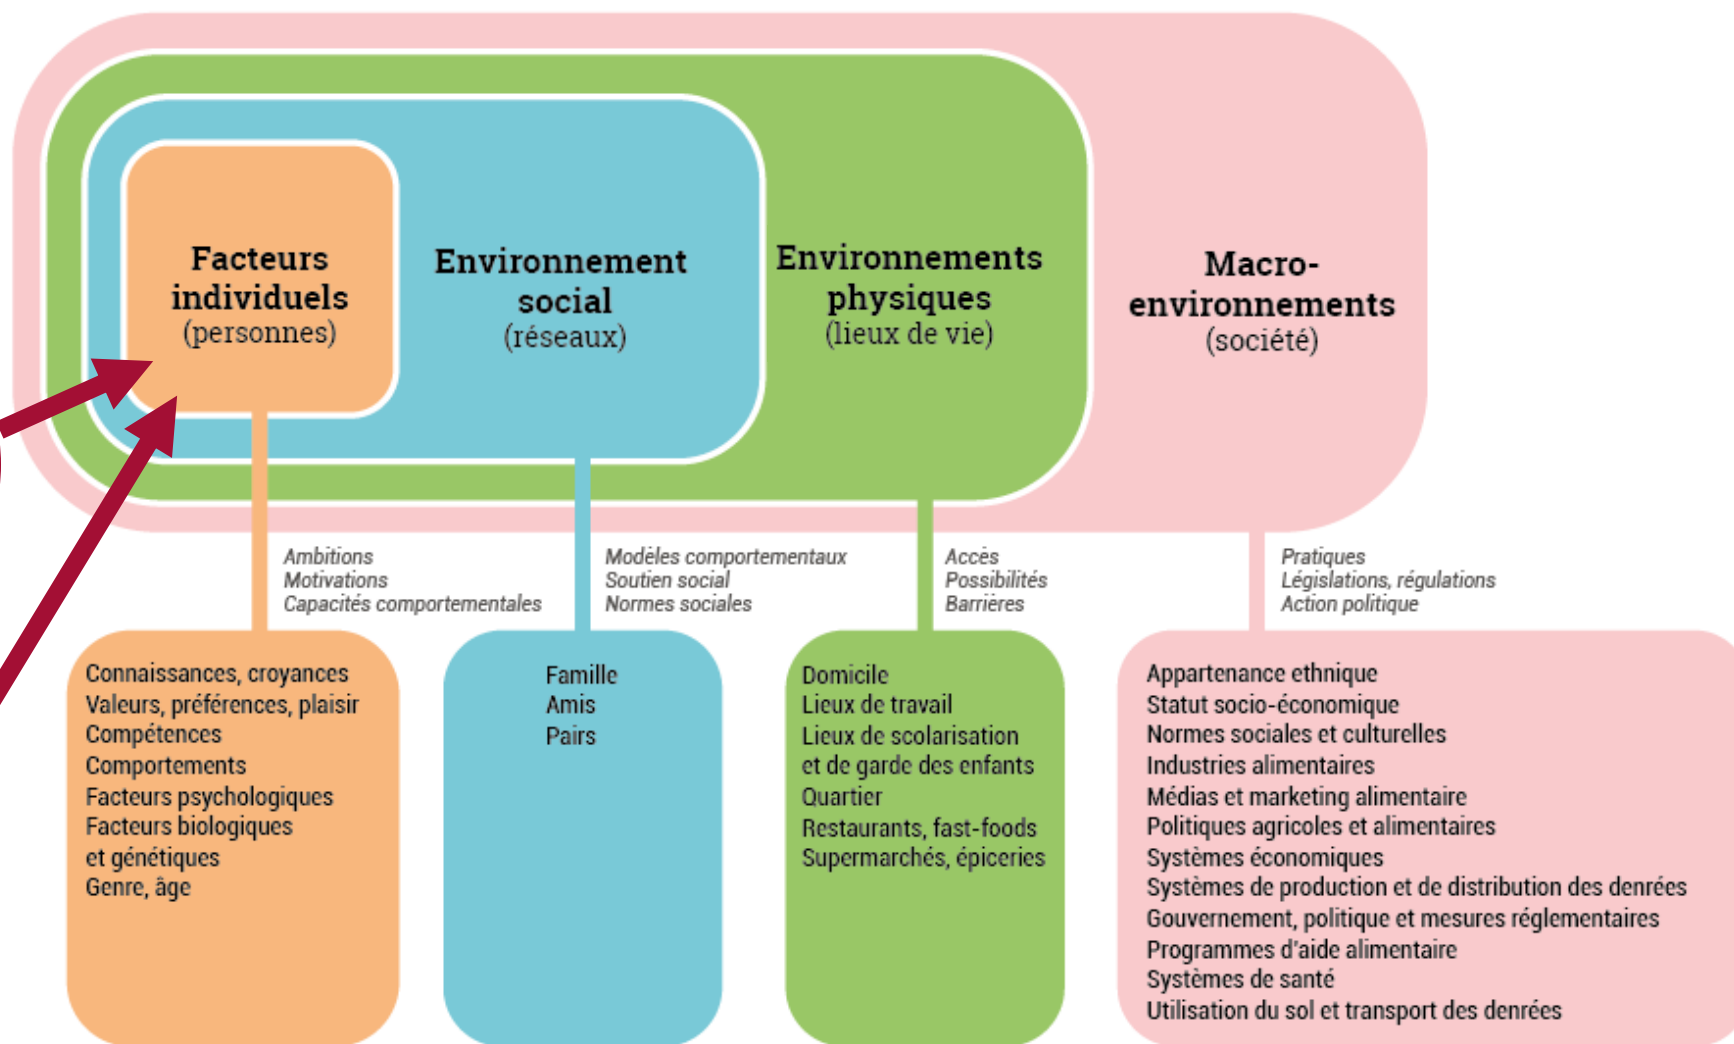 Facteurs
individuels
(personnes)
Environnement
social
(réseaux)
Environnements
physiques
(lieux de vie)
Macro-
environnements
(société)
Ambitions
Motivations
Capacités comportementales
Modèles comportementaux
Soutien social
Normes sociales
Accès
Possibilités
Barrières
Pratiques
Législations, régulations
Action politique
Connaissances, croyances
Valeurs, préférences, plaisir
Compétences
Comportements
Facteurs psychologiques
Facteurs biologiques
et génétiques
Genre, âge
Famille
Amis
Pairs
Domicile
Lieux de travail
Lieux de scolarisation
et de garde des enfants
Quartier
Restaurants, fast-foods
Supermarchés, épiceries
Appartenance ethnique
Statut socio-économique
Normes sociales et culturelles
Industries alimentaires
Médias et marketing alimentaire
Politiques agricoles et alimentaires
Systèmes économiques
Systèmes de production et de distribution des denrées
Gouvernement, politique et mesures réglementaires
Programmes d'aide alimentaire
Systèmes de santé
Utilisation du sol et transport des denrées